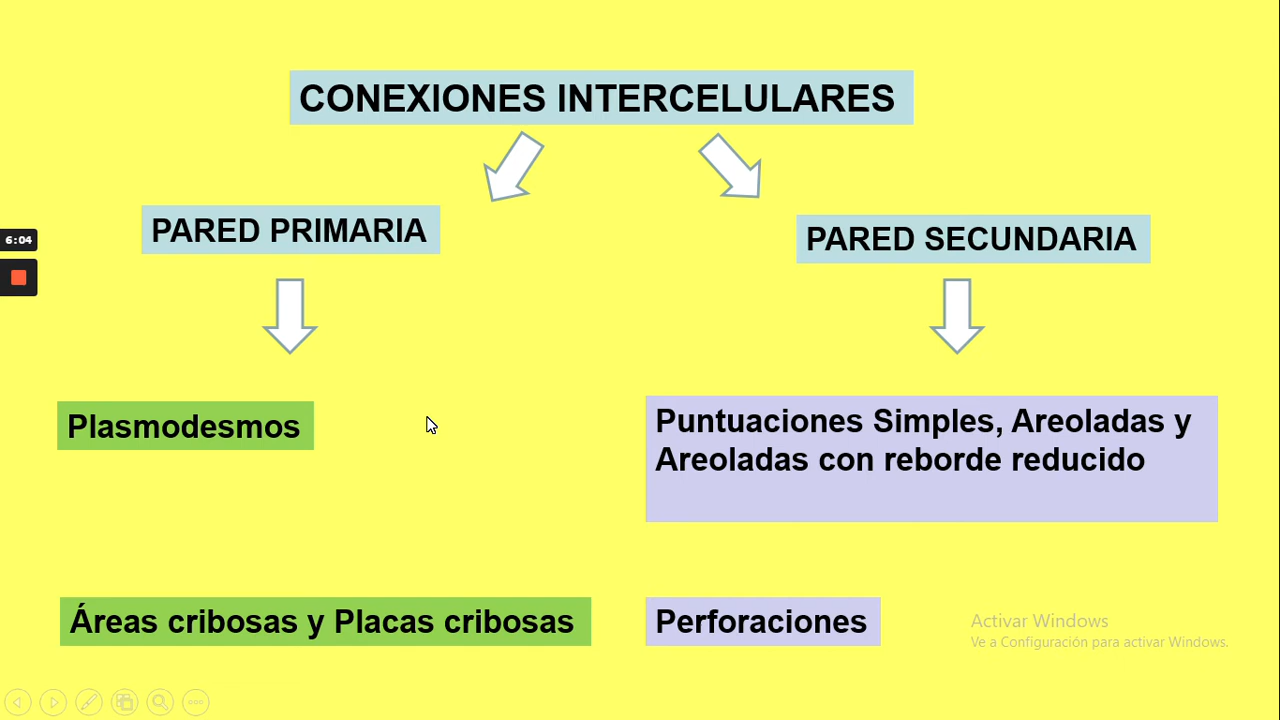 CONEXIONES INTERCELULARES
PARED PRIMARIA
PARED SECUNDARIA
6:04
Plasmodesmos
Puntuaciones Simples, Areoladas y
Areoladas con reborde reducido
Áreas cribosas y Placas cribosas
Perforaciones
Activar Windows
Ve a Configuración para activar Windows.